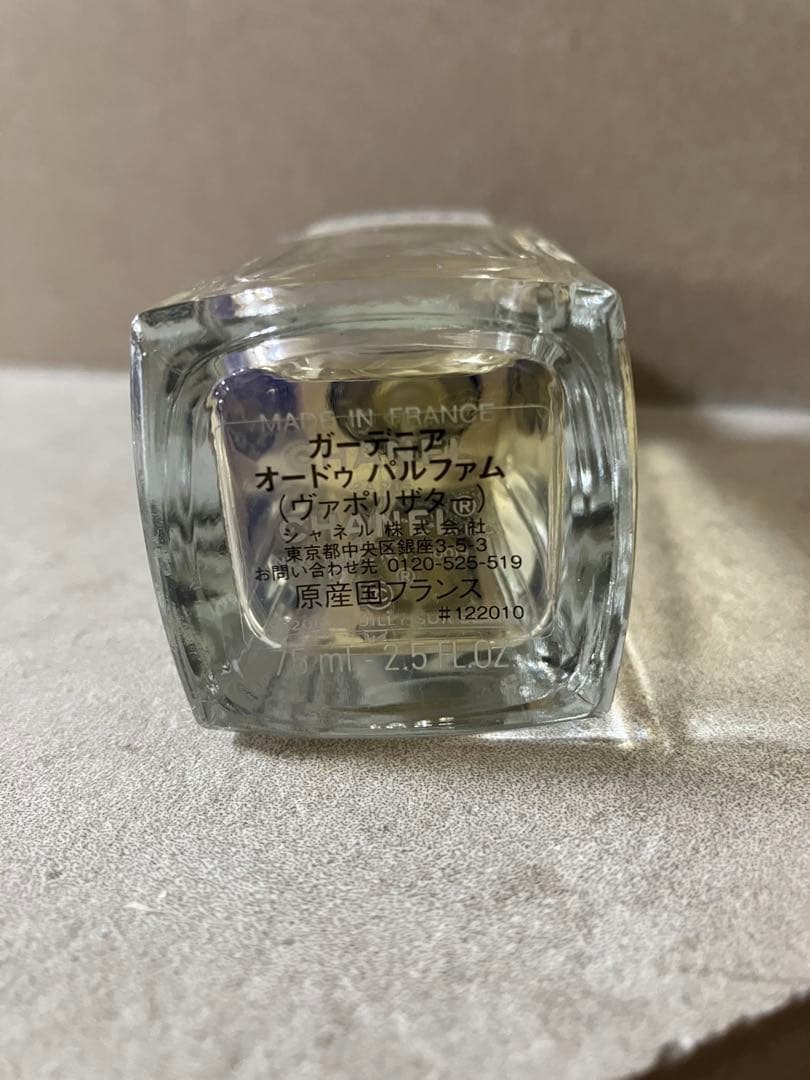 MADE IN FRANCE
ガーデニア
オードゥ パルファム
(ヴァポリザター)
CHANEL®
シャネル株式会社
東京都中央区銀座3-5-3
お問い合わせ先 0120-525-519
原産国フランス
#122010
75 ml - 2.5 FL.OZ.